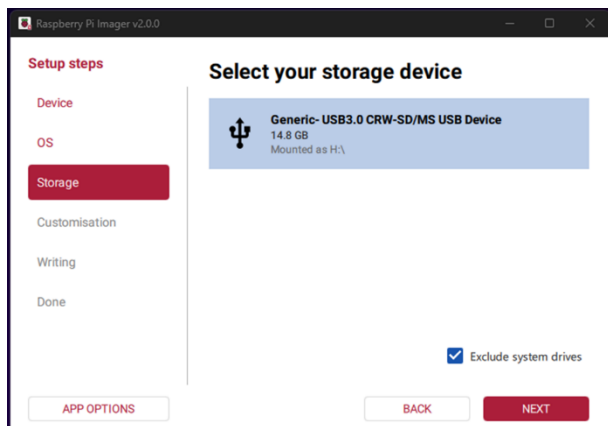 Raspberry Pi Imager v2.0.0
Setup steps
Device
OS
Storage
Customisation
Writing
Done
APP OPTIONS
Select your storage device
Generic- USB3.0 CRW-SD/MS USB Device
14.8 GB
Mounted as H:\
Exclude system drives
BACK
NEXT